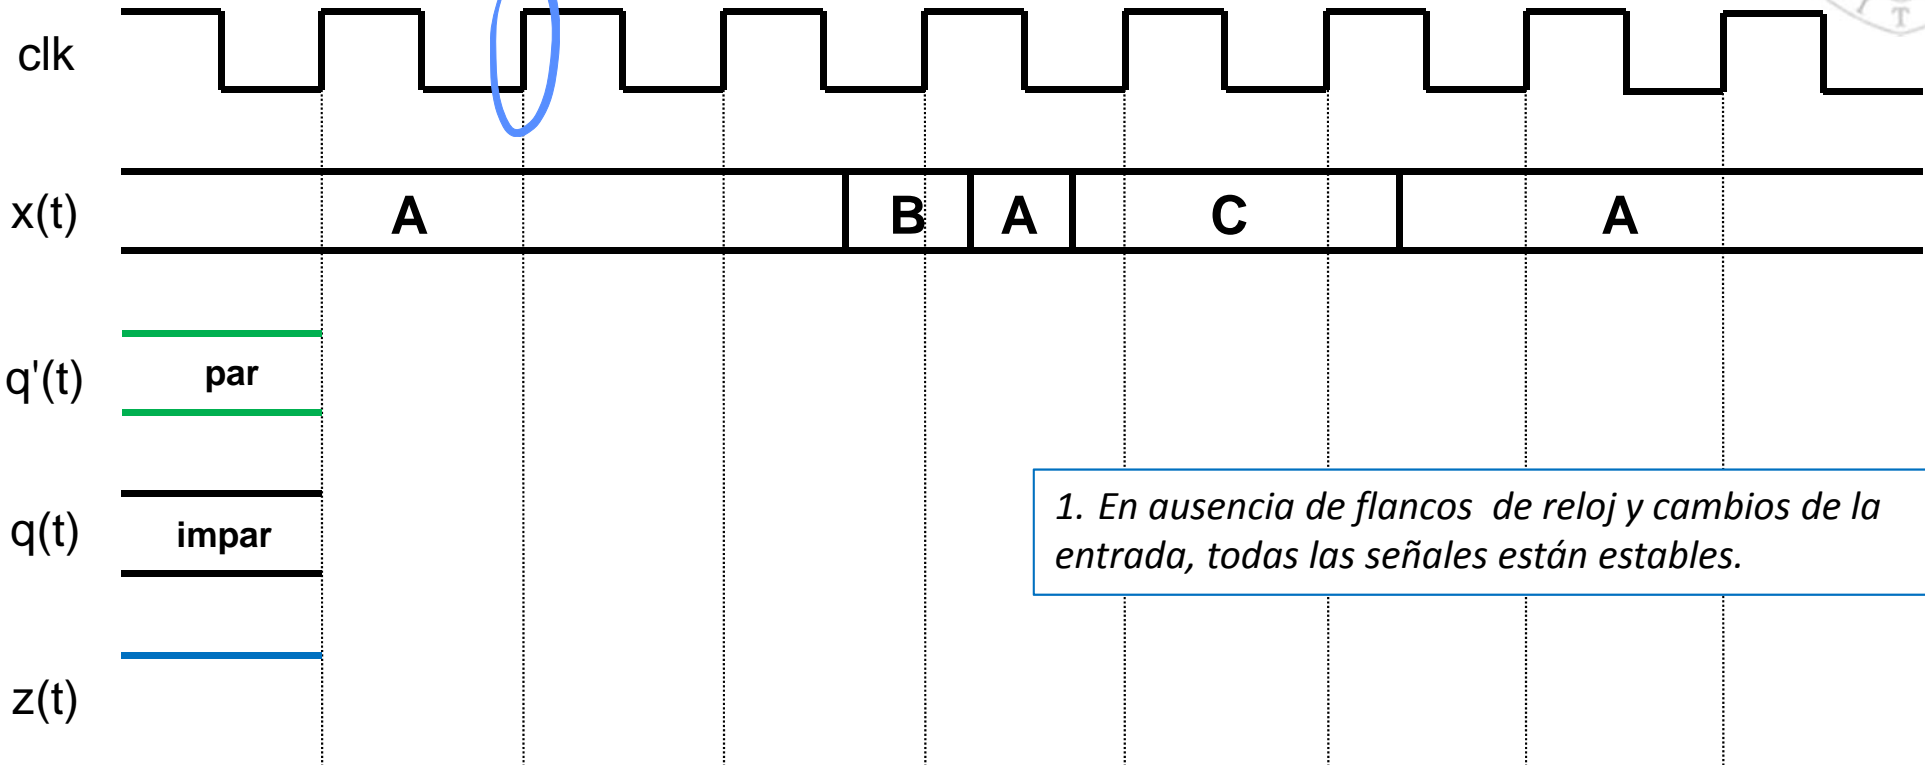 clk
x(t) A B A C A
q'(t) par
q(t) impar
1. En ausencia de flancos de reloj y cambios de la
entrada, todas las señales están estables.
z(t)